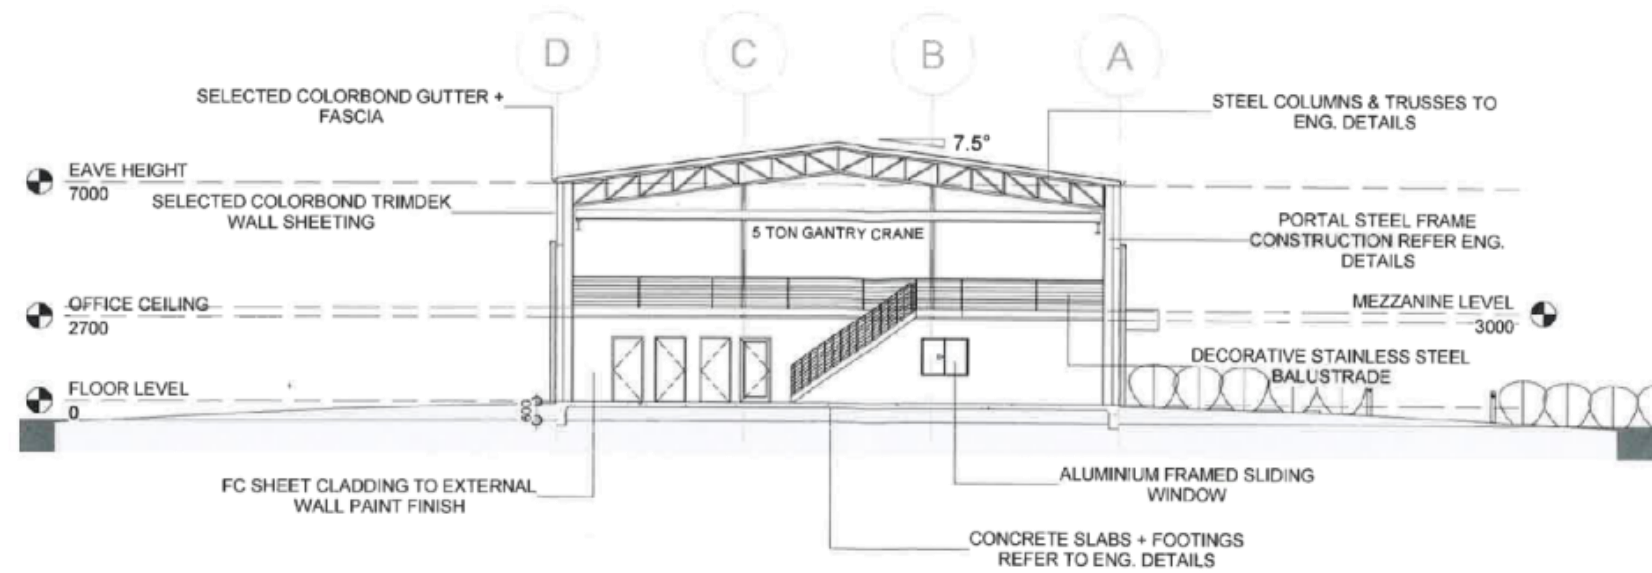 D
C
B
A
SELECTED COLORBOND GUTTER +
FASCIA
STEEL COLUMNS & TRUSSES TO
ENG. DETAILS
7.5°
EAVE HEIGHT
7000
SELECTED COLORBOND TRIMDEK
WALL SHEETING
5 TON GANTRY CRANE
PORTAL STEEL FRAME
CONSTRUCTION REFER ENG.
DETAILS
OFFICE CEILING
2700
MEZZANINE LEVEL
3000
DECORATIVE STAINLESS STEEL
BALUSTRADE
FLOOR LEVEL
0
FC SHEET CLADDING TO EXTERNAL
WALL PAINT FINISH
ALUMINIUM FRAMED SLIDING
WINDOW
CONCRETE SLABS + FOOTINGS
REFER TO ENG. DETAILS